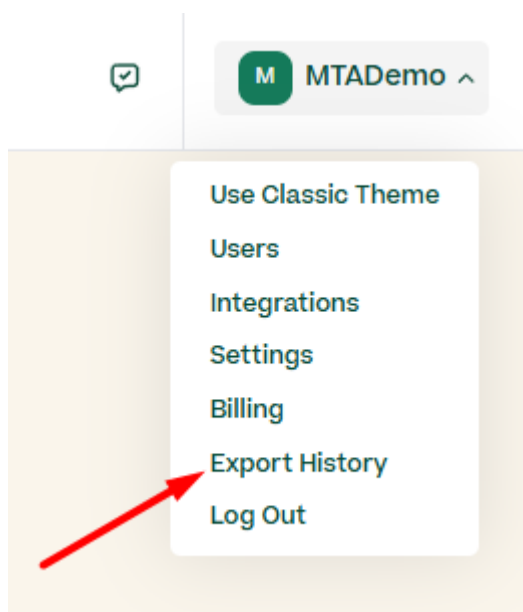 M MTADemo
Use Classic Theme
Users
Integrations
Settings
Billing
Export History
Log Out